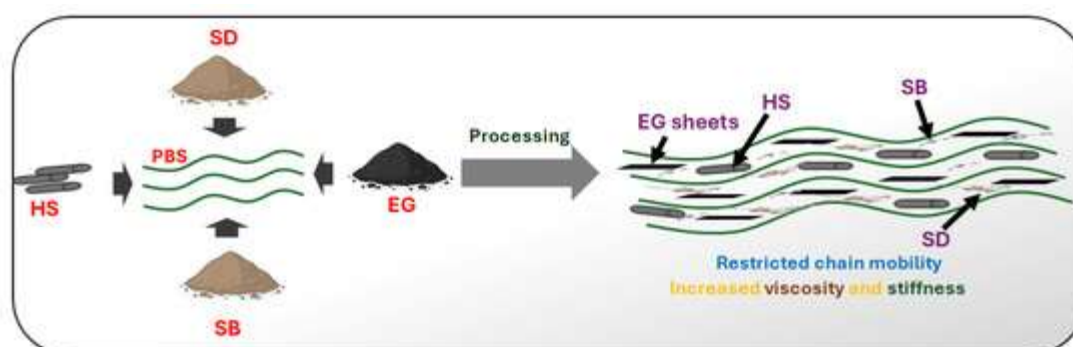 SD
PBS
HS
EG
SB
Processing
EG sheets
HS
SB
SD
Restricted chain mobility
Increased viscosity and stiffness